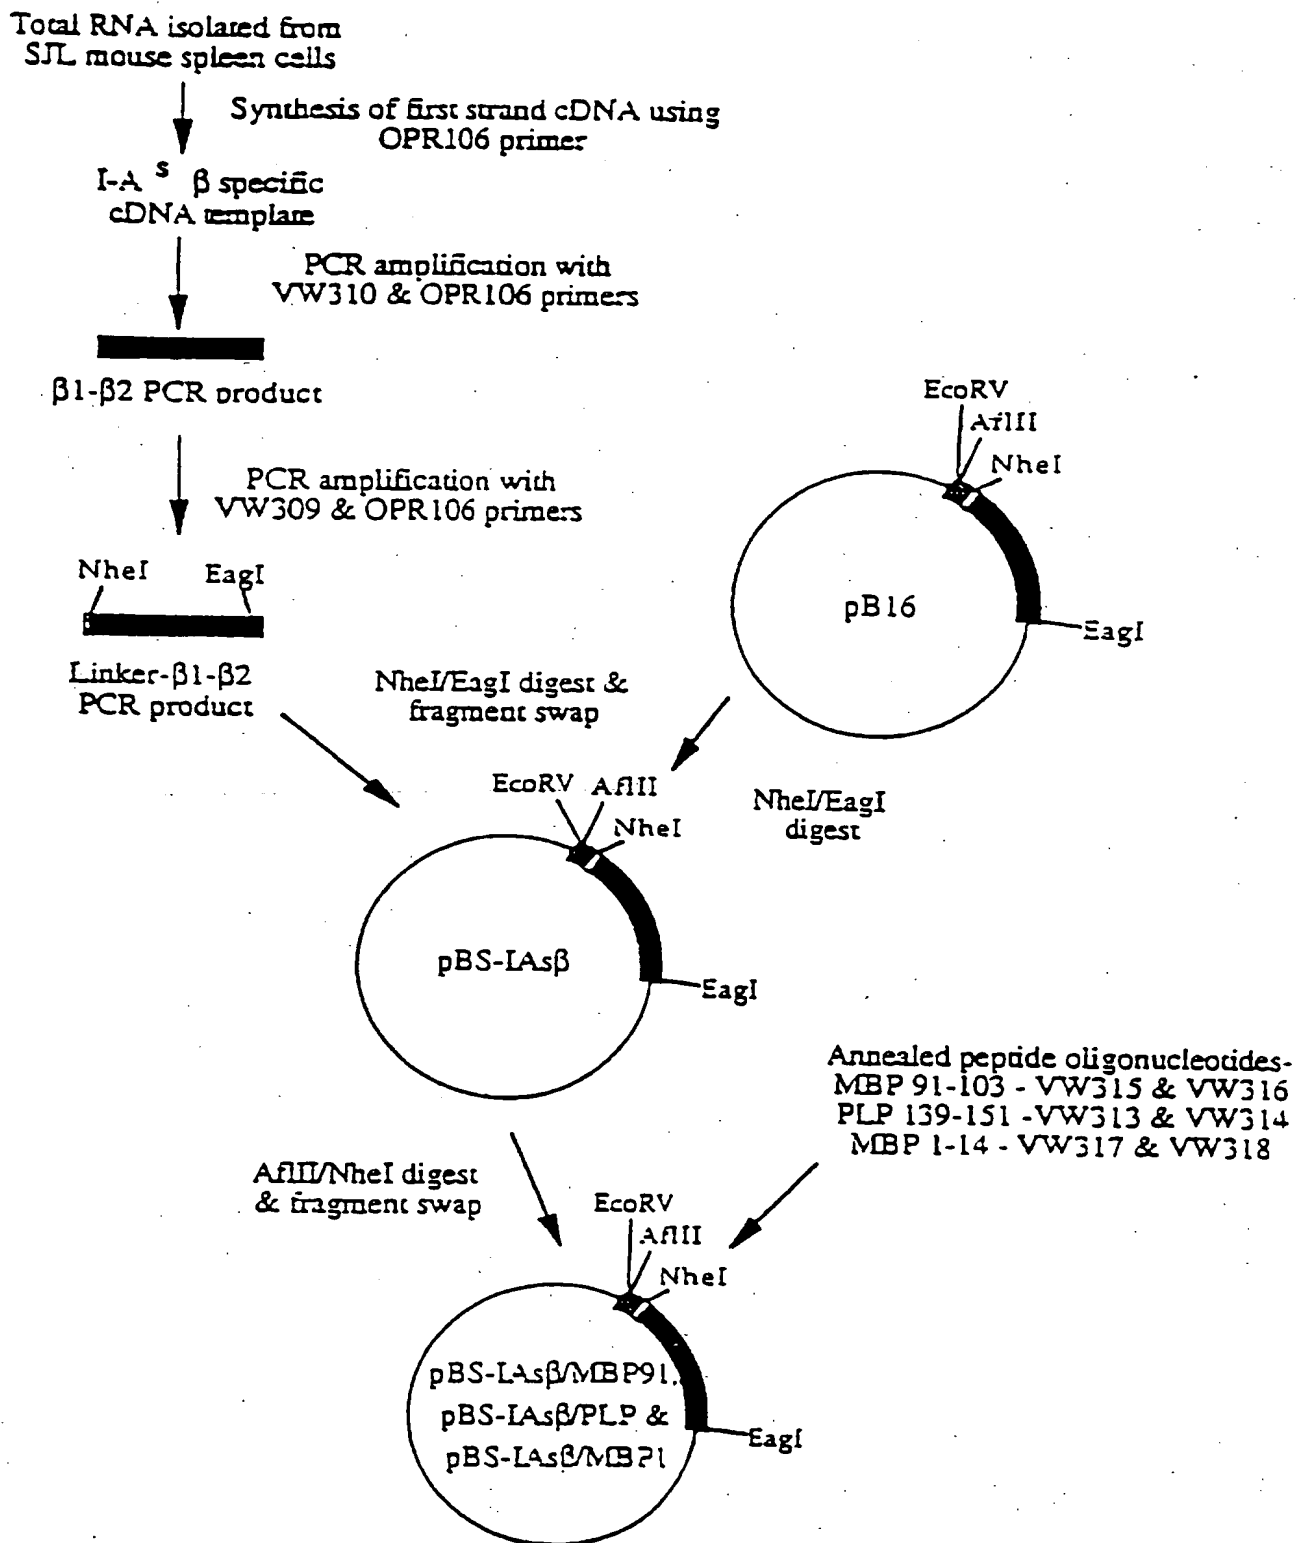 Total RNA isolated from
SJL mouse spleen cells
Synthesis of first strand cDNA using
OPR106 primer
I-A s β specific
cDNA template
PCR amplification with
VW310 & OPR106 primers
β1-β2 PCR product
PCR amplification with
VW309 & OPR106 primers
NheI EagI
Linker-β1-β2
PCR product
EcoRV
AflII
NheI
pB16
EagI
NheI/EagI digest &
fragment swap
NheI/EagI
digest
EcoRV AflII
NheI
pBS-IAsβ
EagI
Annealed peptide oligonucleotides-
MBP 91-103 - VW315 & VW316
PLP 139-151 -VW313 & VW314
MBP 1-14 - VW317 & VW318
AflII/NheI digest
& fragment swap
EcoRV
AflII
NheI
pBS-IAsβ/MBP91,
pBS-IAsβ/PLP &
pBS-IAsβ/MBP1
EagI